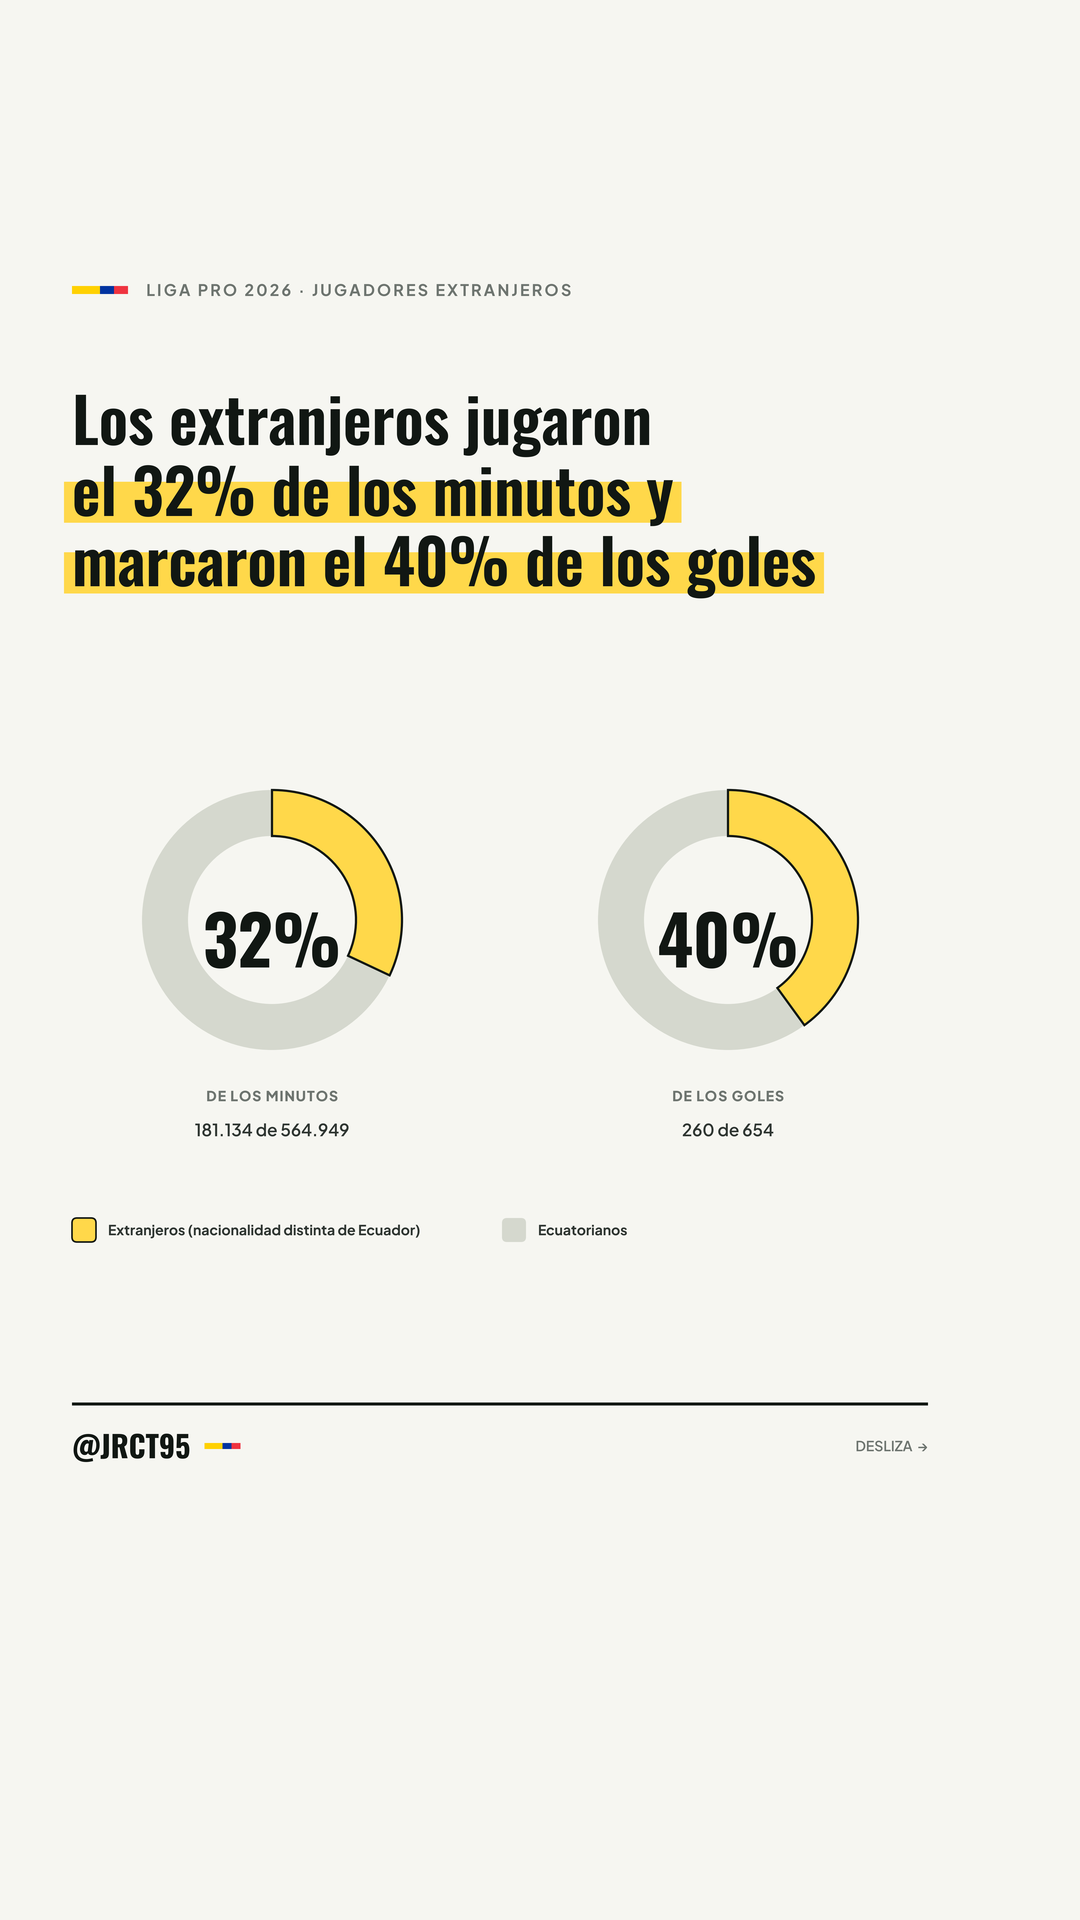 LIGA PRO 2026 · JUGADORES EXTRANJEROS
Los extranjeros jugaron
el 32% de los minutos y
marcaron el 40% de los goles
32%
40%
DE LOS MINUTOS
DE LOS GOLES
181.134 de 564.949
260 de 654
Extranjeros (nacionalidad distinta de Ecuador)
Ecuatorianos
@JRCT95
DESLIZA →